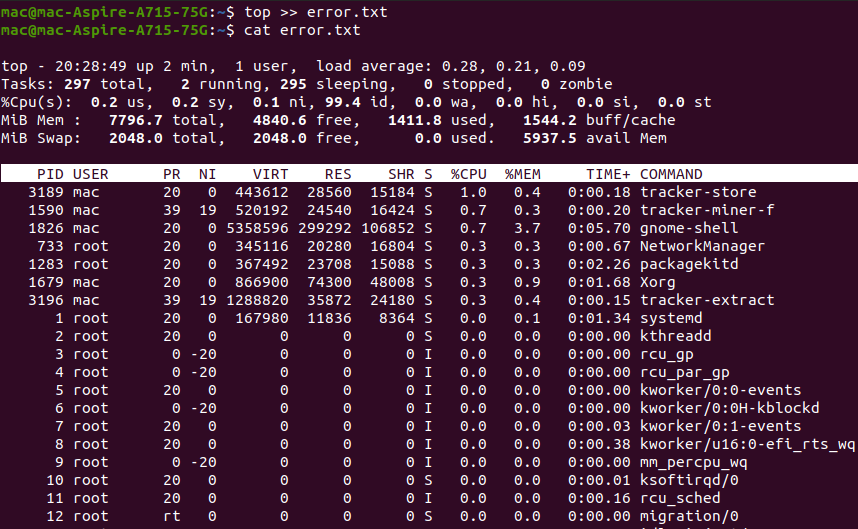 mac@mac-Aspire-A715-75G:~$ top >> error.txt
mac@mac-Aspire-A715-75G:~$ cat error.txt
top - 20:28:49 up 2 min,  1 user,  load average: 0.28, 0.21, 0.09
Tasks: 297 total,   2 running, 295 sleeping,   0 stopped,   0 zombie
%Cpu(s):  0.2 us,  0.2 sy,  0.1 ni, 99.4 id,  0.0 wa,  0.0 hi,  0.0 si,  0.0 st
MiB Mem :   7796.7 total,   4840.6 free,   1411.8 used,   1544.2 buff/cache
MiB Swap:   2048.0 total,   2048.0 free,      0.0 used.   5937.5 avail Mem
    PID USER      PR  NI    VIRT    RES    SHR S  %CPU  %MEM     TIME+ COMMAND
   3189 mac       20   0  443612  28560  15184 S   1.0   0.4   0:00.18 tracker-store
   1590 mac       39  19  520192  24540  16424 S   0.7   0.3   0:00.20 tracker-miner-f
   1826 mac       20   0 5358596 299292 106852 S   0.7   3.7   0:05.70 gnome-shell
    733 root      20   0  345116  20280  16804 S   0.3   0.3   0:00.67 NetworkManager
   1283 root      20   0  367492  23708  15088 S   0.3   0.3   0:02.26 packagekitd
   1679 mac       20   0  866900  74300  48008 S   0.3   0.9   0:01.68 Xorg
   3196 mac       39  19 1288820  35872  24180 S   0.3   0.4   0:00.15 tracker-extract
      1 root      20   0  167980  11836   8364 S   0.0   0.1   0:01.34 systemd
      2 root      20   0       0      0      0 S   0.0   0.0   0:00.00 kthreadd
      3 root       0 -20       0      0      0 I   0.0   0.0   0:00.00 rcu_gp
      4 root       0 -20       0      0      0 I   0.0   0.0   0:00.00 rcu_par_gp
      5 root      20   0       0      0      0 I   0.0   0.0   0:00.00 kworker/0:0-events
      6 root       0 -20       0      0      0 I   0.0   0.0   0:00.00 kworker/0:0H-kblockd
      7 root      20   0       0      0      0 I   0.0   0.0   0:00.03 kworker/0:1-events
      8 root      20   0       0      0      0 I   0.0   0.0   0:00.38 kworker/u16:0-efi_rts_wq
      9 root       0 -20       0      0      0 I   0.0   0.0   0:00.00 mm_percpu_wq
     10 root      20   0       0      0      0 S   0.0   0.0   0:00.01 ksoftirqd/0
     11 root      20   0       0      0      0 I   0.0   0.0   0:00.16 rcu_sched
     12 root      rt   0       0      0      0 S   0.0   0.0   0:00.00 migration/0